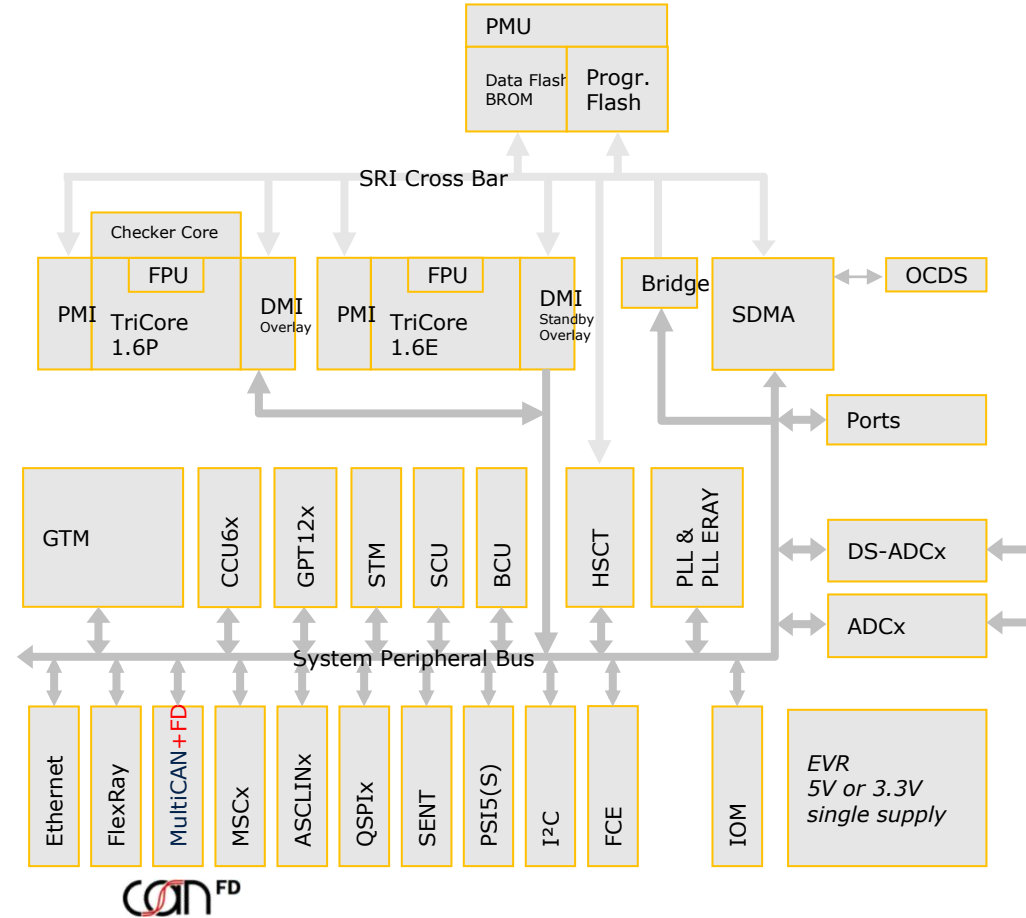 PMU
Data Flash
BROM
Progr.
Flash
SRI Cross Bar
Checker Core
FPU
PMI
TriCore
1.6P
DMI
Overlay
FPU
PMI
TriCore
1.6E
DMI
Standby
Overlay
Bridge
SDMA
OCDS
Ports
GTM
CCU6x
GPT12x
STM
SCU
BCU
HSCT
PLL &
PLL ERAY
DS-ADCx
ADCx
System Peripheral Bus
Ethernet
FlexRay
MultiCAN+FD
MSCx
ASCLINx
QSPIx
SENT
PSI5(S)
I²C
FCE
IOM
EVR
5V or 3.3V
single supply
CAN FD